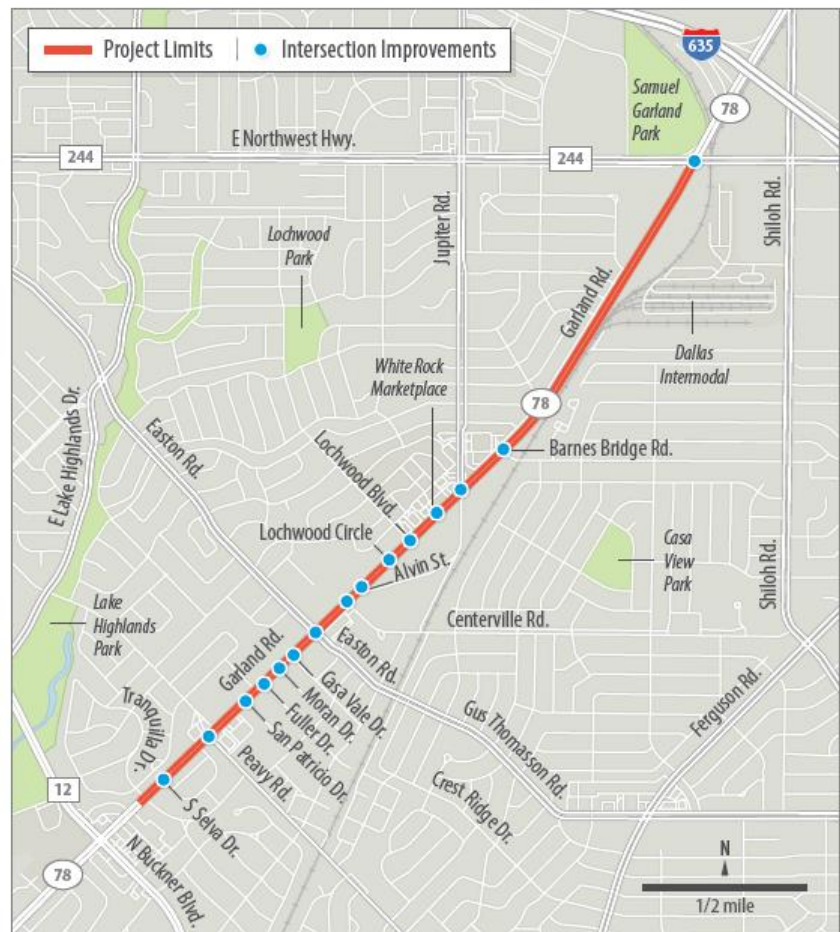 Project Limits
Intersection Improvements
635
Samuel
Garland
Park
78
E Northwest Hwy.
244
244
Shiloh Rd.
Jupiter Rd.
Lochwood
Park
Garland Rd.
Dallas
Intermodal
White Rock
Marketplace
78
E Lake Highlands Dr.
Easton Rd.
Lochwood Blvd.
Barnes Bridge Rd.
Lochwood Circle
Alvin St.
Casa
View
Park
Shiloh Rd.
Lake
Highlands
Park
Centerville Rd.
Garland Rd.
Easton Rd.
Casa Vale Dr.
Moran Dr.
Fuller Dr.
San Patricio Dr.
Tranquilla Dr.
Peavy Rd.
Gus Thomasson Rd.
Ferguson Rd.
Crest Ridge Dr.
12
S Selva Dr.
N Buckner Blvd.
78
N
1/2 mile